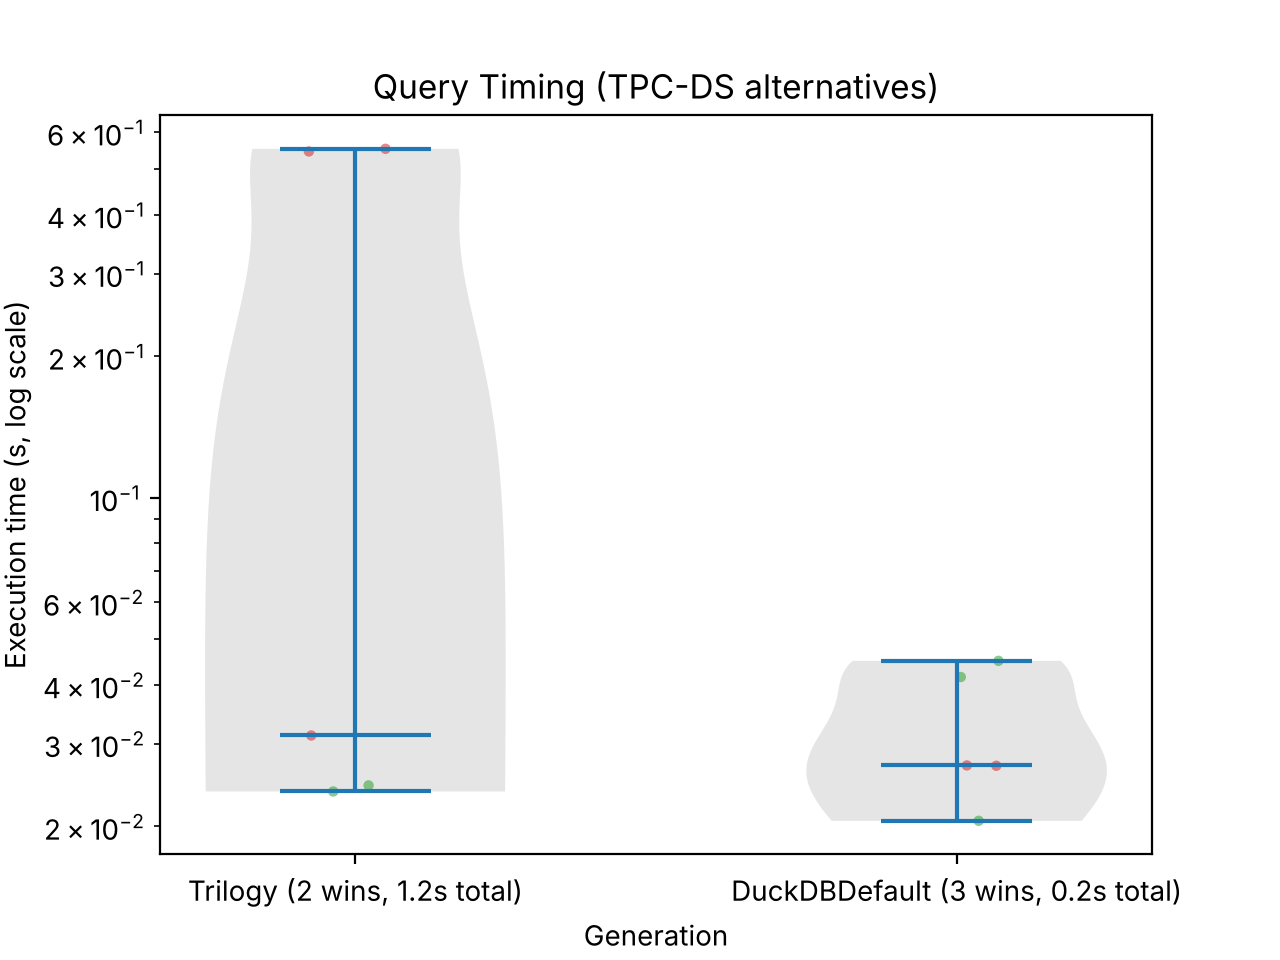 Query Timing (TPC-DS alternatives)
Execution time (s, log scale)
6 × 10⁻¹
4 × 10⁻¹
3 × 10⁻¹
2 × 10⁻¹
10⁻¹
6 × 10⁻²
4 × 10⁻²
3 × 10⁻²
2 × 10⁻²
Trilogy (2 wins, 1.2s total)
DuckDBDefault (3 wins, 0.2s total)
Generation